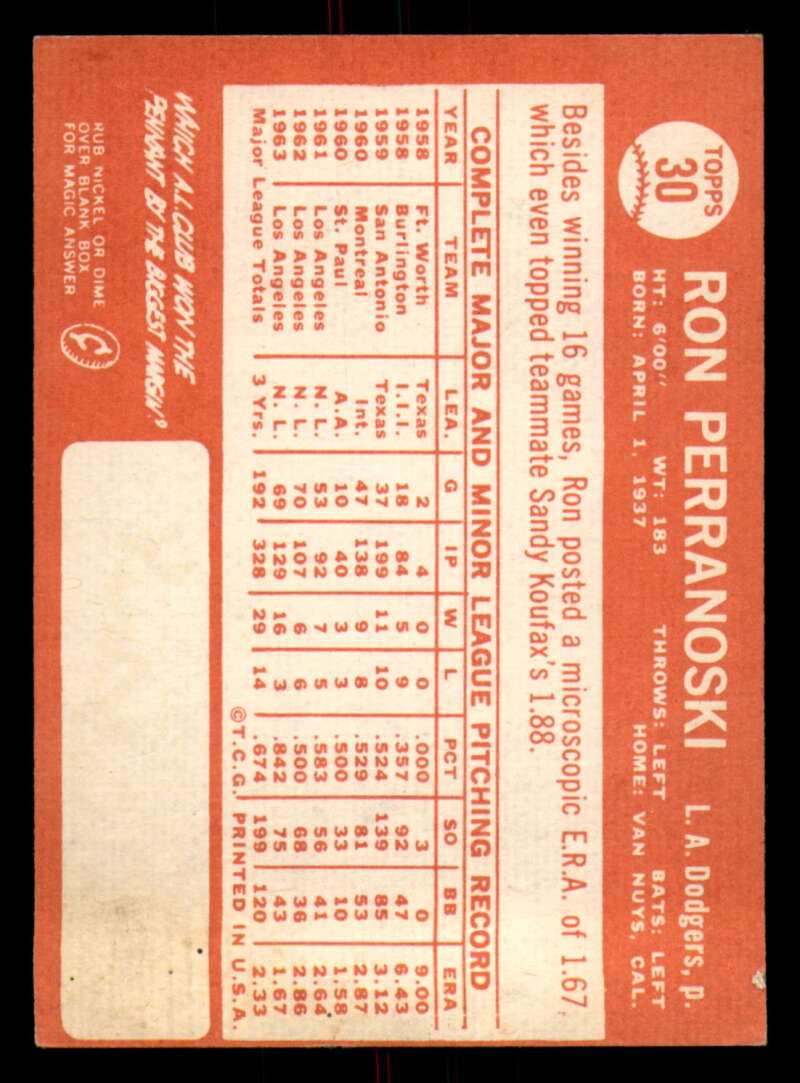 TOPPS
30
RON PERRANOSKI L. A. Dodgers, p.
HT: 6'00" WT: 183 THROWS: LEFT BATS: LEFT
BORN: APRIL 1, 1937 HOME: VAN NUYS, CAL.
Besides winning 16 games, Ron posted a microscopic E.R.A. of 1.67,
which even topped teammate Sandy Koufax's 1.88.
COMPLETE MAJOR AND MINOR LEAGUE PITCHING RECORD
YEAR TEAM LEA. G IP W L PCT SO BB ERA
1958 Ft. Worth Texas 2 4 0 0 .000 3 0 9.00
1958 Burlington I.I.I. 18 84 5 9 .357 92 47 6.43
1959 San Antonio Texas 37 199 11 10 .524 139 85 3.12
1960 Montreal Int. 47 138 9 8 .529 81 53 2.87
1960 St. Paul A.A. 10 40 3 3 .500 33 10 1.58
1961 Los Angeles N. L. 53 92 7 5 .583 56 41 2.64
1962 Los Angeles N. L. 70 107 6 6 .500 68 36 2.86
1963 Los Angeles N. L. 69 129 16 3 .842 75 43 1.67
Major League Totals 3 Yrs. 192 328 29 14 .674 199 120 2.33
©T.C.G. PRINTED IN U.S.A.
WHICH A.L. CLUB WON THE
PENNANT BY THE BIGGEST MARGIN?
RUB NICKEL OR DIME
OVER BLANK BOX
FOR MAGIC ANSWER